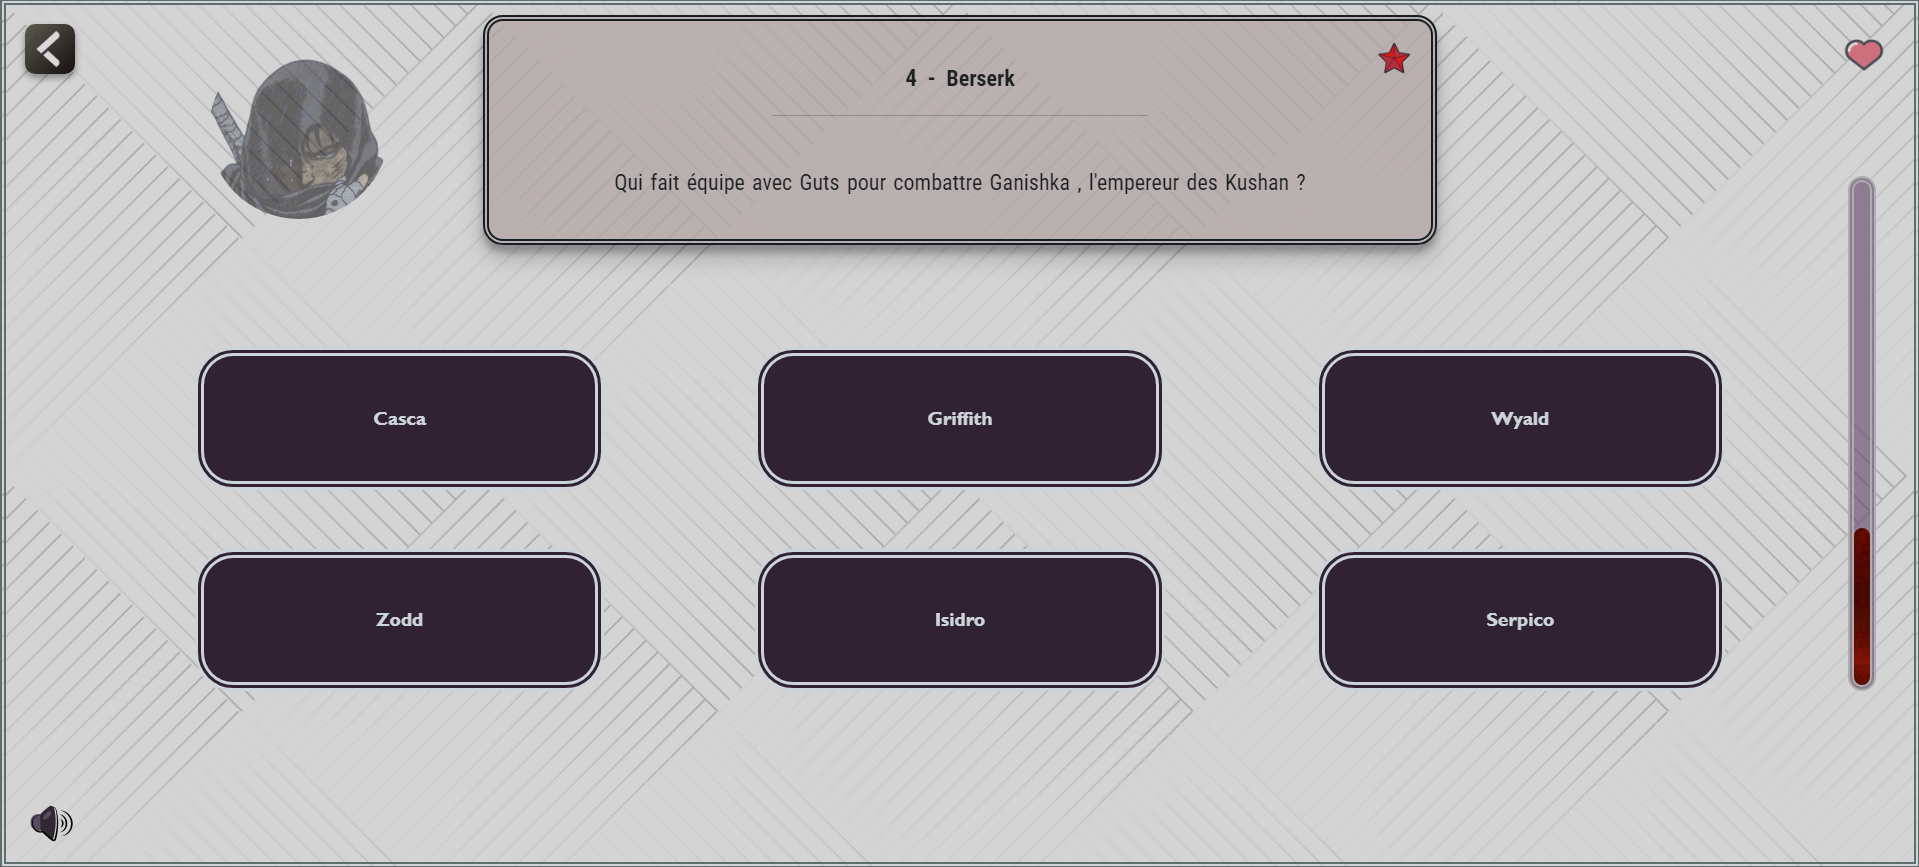 4 - Berserk
Qui fait équipe avec Guts pour combattre Ganishka , l'empereur des Kushan ?
Casca
Griffith
Wyald
Zodd
Isidro
Serpico